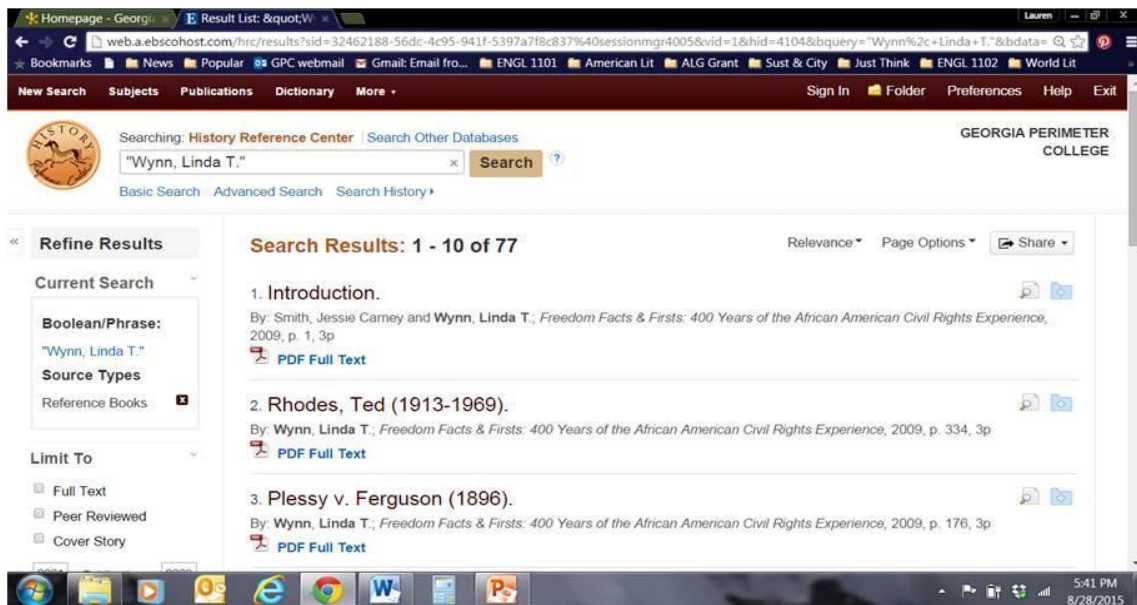 Homepage - Georgi
Result List: &quot;W
Lauren
web.a.ebscohost.com/hrc/results?sid=32462188-56dc-4c95-941f-5397a7f8c837%40sessionmgr4005&vid=1&hid=4104&bquery="Wynn%2c+Linda+T."&bdata=
Bookmarks News Popular GPC webmail Gmail: Email fro... ENGL 1101 American Lit ALG Grant Sust & City Just Think ENGL 1102 World Lit
New Search Subjects Publications Dictionary More Sign In Folder Preferences Help Exit
HISTORY
Searching: History Reference Center Search Other Databases
GEORGIA PERIMETER
COLLEGE
"Wynn, Linda T." × Search ?
Basic Search Advanced Search Search History
« Refine Results
Search Results: 1 - 10 of 77
Relevance Page Options Share
Current Search
Boolean/Phrase:
"Wynn, Linda T."
Source Types
Reference Books x
Limit To
Full Text
Peer Reviewed
Cover Story
1. Introduction.
By: Smith, Jessie Carney and Wynn, Linda T.; Freedom Facts & Firsts: 400 Years of the African American Civil Rights Experience,
2009, p. 1, 3p
PDF Full Text
2. Rhodes, Ted (1913-1969).
By: Wynn, Linda T.; Freedom Facts & Firsts: 400 Years of the African American Civil Rights Experience, 2009, p. 334, 3p
PDF Full Text
3. Plessy v. Ferguson (1896).
By: Wynn, Linda T.; Freedom Facts & Firsts: 400 Years of the African American Civil Rights Experience, 2009, p. 176, 3p
PDF Full Text
5:41 PM
8/28/2015